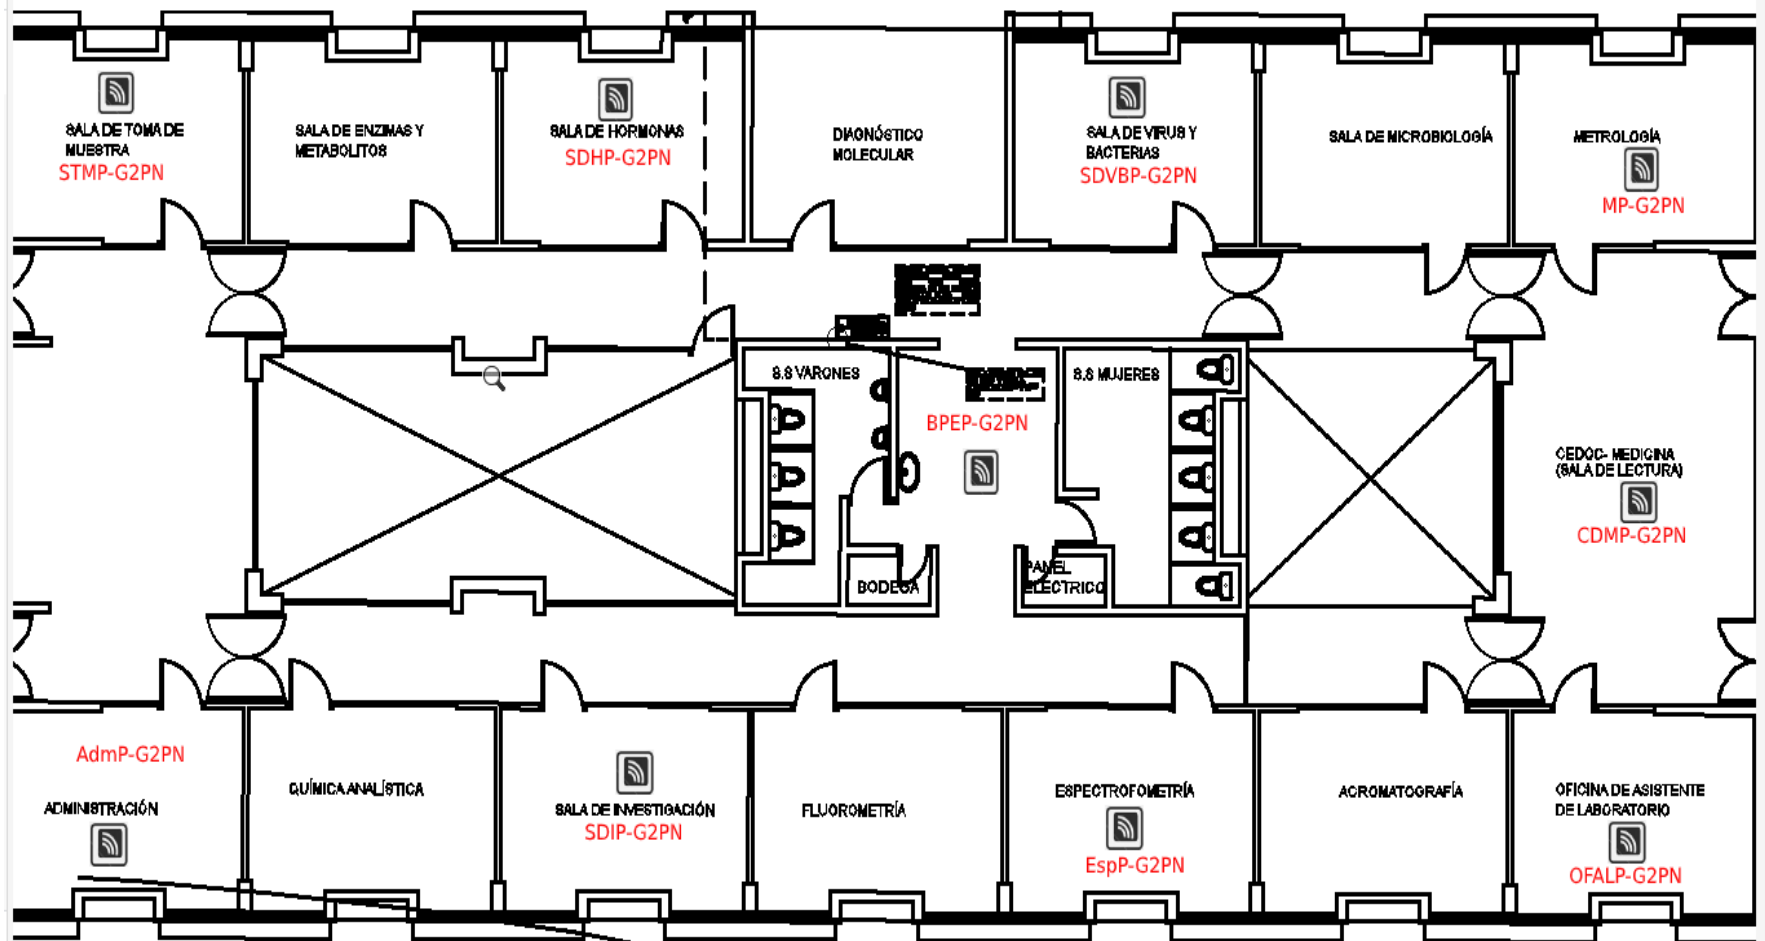 SALA DE TOMA DE
MUESTRA
STMP-G2PN
SALA DE ENZIMAS Y
METABOLITOS
SALA DE HORMONAS
SDHP-G2PN
DIAGNÓSTICO
MOLECULAR
SALA DE VIRUS Y
BACTERIAS
SDVBP-G2PN
SALA DE MICROBIOLOGÍA
METROLOGÍA
MP-G2PN
S.S VARONES
S.S MUJERES
BPEP-G2PN
CEDOC- MEDICINA
(SALA DE LECTURA)
CDMP-G2PN
BODEGA
PANEL
ELECTRICO
AdmP-G2PN
ADMINISTRACIÓN
QUÍMICA ANALÍSTICA
SALA DE INVESTIGACIÓN
SDIP-G2PN
FLUOROMETRÍA
ESPECTROFOMETRÍA
EspP-G2PN
ACROMATOGRAFÍA
OFICINA DE ASISTENTE
DE LABORATORIO
OFALP-G2PN